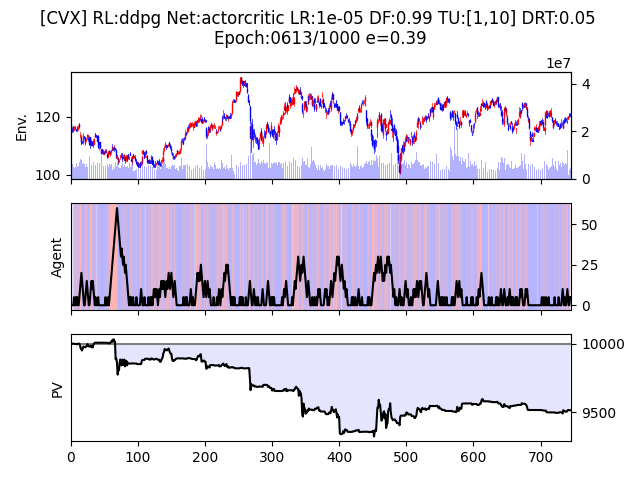 [CVX] RL:ddpg Net:actorcritic LR:1e-05 DF:0.99 TU:[1,10] DRT:0.05
Epoch:0613/1000 e=0.39
1e7
Env.
120
100
4
2
0
Agent
50
25
0
PV
10000
9500
0 100 200 300 400 500 600 700